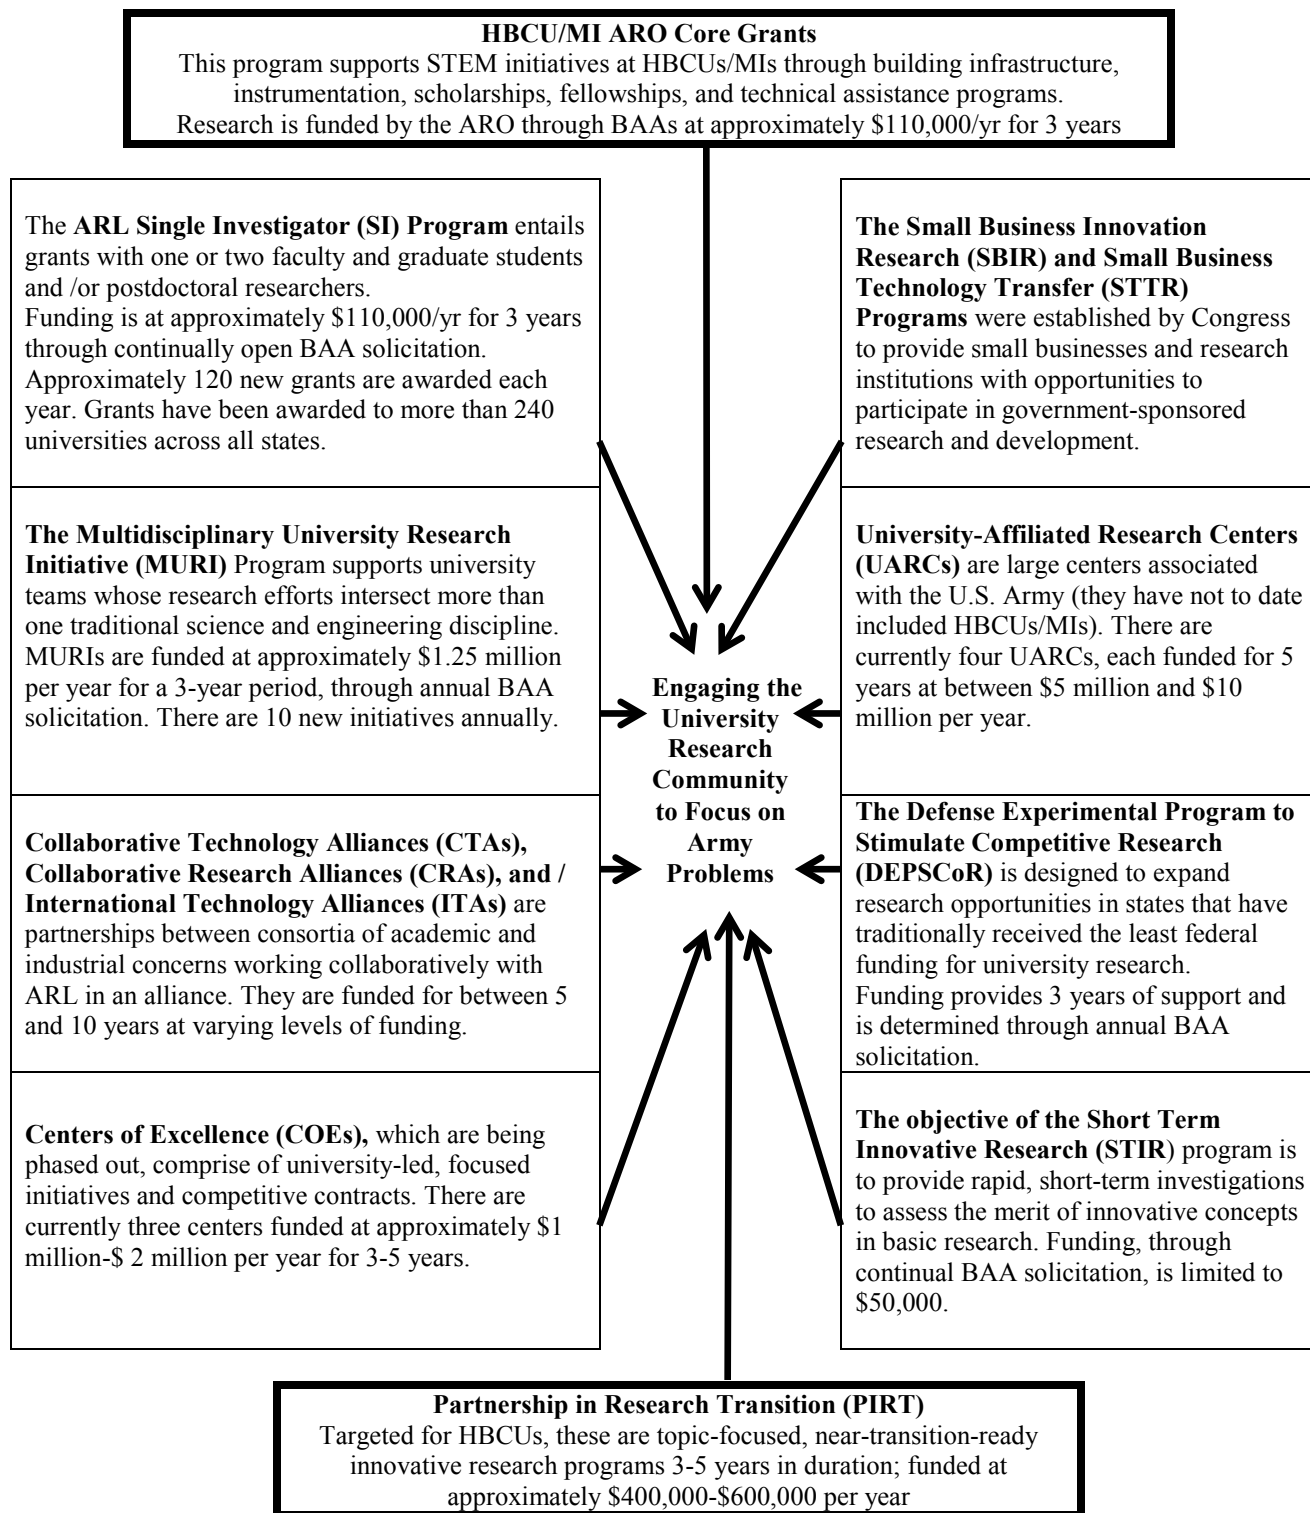 HBCU/MI ARO Core Grants
This program supports STEM initiatives at HBCUs/MIs through building infrastructure,
instrumentation, scholarships, fellowships, and technical assistance programs.
Research is funded by the ARO through BAAs at approximately $110,000/yr for 3 years
The ARL Single Investigator (SI) Program entails
grants with one or two faculty and graduate students
and /or postdoctoral researchers.
Funding is at approximately $110,000/yr for 3 years
through continually open BAA solicitation.
Approximately 120 new grants are awarded each
year. Grants have been awarded to more than 240
universities across all states.
The Multidisciplinary University Research
Initiative (MURI) Program supports university
teams whose research efforts intersect more than
one traditional science and engineering discipline.
MURIs are funded at approximately $1.25 million
per year for a 3-year period, through annual BAA
solicitation. There are 10 new initiatives annually.
Collaborative Technology Alliances (CTAs),
Collaborative Research Alliances (CRAs), and /
International Technology Alliances (ITAs) are
partnerships between consortia of academic and
industrial concerns working collaboratively with
ARL in an alliance. They are funded for between 5
and 10 years at varying levels of funding.
Centers of Excellence (COEs), which are being
phased out, comprise of university-led, focused
initiatives and competitive contracts. There are
currently three centers funded at approximately $1
million-$ 2 million per year for 3-5 years.
Engaging the
University
Research
Community
to Focus on
Army
Problems
The Small Business Innovation
Research (SBIR) and Small Business
Technology Transfer (STTR)
Programs were established by Congress
to provide small businesses and research
institutions with opportunities to
participate in government-sponsored
research and development.
University-Affiliated Research Centers
(UARCs) are large centers associated
with the U.S. Army (they have not to date
included HBCUs/MIs). There are
currently four UARCs, each funded for 5
years at between $5 million and $10
million per year.
The Defense Experimental Program to
Stimulate Competitive Research
(DEPSCoR) is designed to expand
research opportunities in states that have
traditionally received the least federal
funding for university research.
Funding provides 3 years of support and
is determined through annual BAA
solicitation.
The objective of the Short Term
Innovative Research (STIR) program is
to provide rapid, short-term investigations
to assess the merit of innovative concepts
in basic research. Funding, through
continual BAA solicitation, is limited to
$50,000.
Partnership in Research Transition (PIRT)
Targeted for HBCUs, these are topic-focused, near-transition-ready
innovative research programs 3-5 years in duration; funded at
approximately $400,000-$600,000 per year